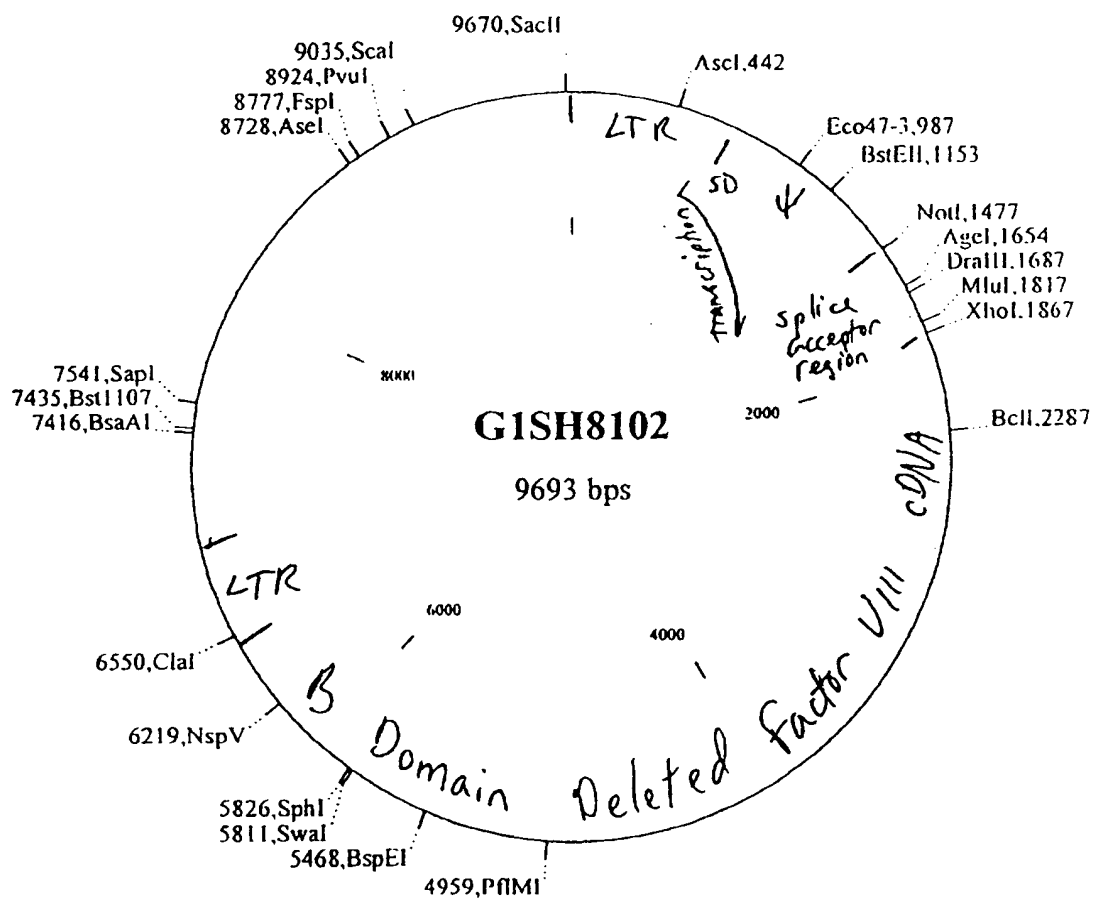 9670,SacII
9035,ScaI
8924,PvuI
8777,FspI
8728,AseI
AscI,442
Eco47-3,987
BstEII,1153
NotI,1477
AgeI,1654
DraIII,1687
MluI,1817
XhoI,1867
BclI,2287
LTR
SD
Ψ
Transcription
splice
acceptor
region
8000
2000
7541,SapI
7435,Bst1107
7416,BsaAI
G1SH8102
9693 bps
cDNA
LTR
6000
4000
6550,ClaI
6219,NspV
5826,SphI
5811,SwaI
5468,BspEI
4959,PflMI
B Domain Deleted Factor VIII